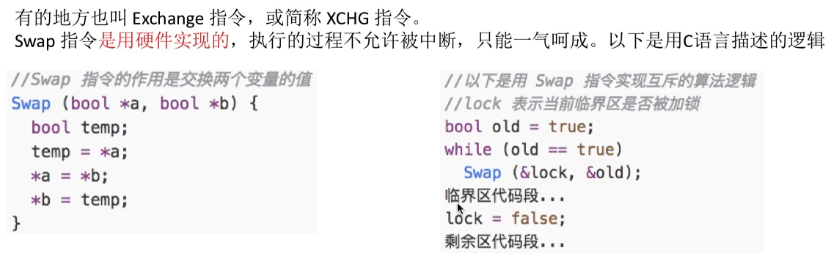 有的地方也叫 Exchange 指令，或简称 XCHG 指令。
Swap 指令是用硬件实现的，执行的过程不允许被中断，只能一气呵成。以下是用C语言描述的逻辑
//Swap 指令的作用是交换两个变量的值
Swap (bool *a, bool *b) {
  bool temp;
  temp = *a;
  *a = *b;
  *b = temp;
}
//以下是用 Swap 指令实现互斥的算法逻辑
//lock 表示当前临界区是否被加锁
bool old = true;
while (old == true)
  Swap (&lock, &old);
临界区代码段...
lock = false;
剩余区代码段...